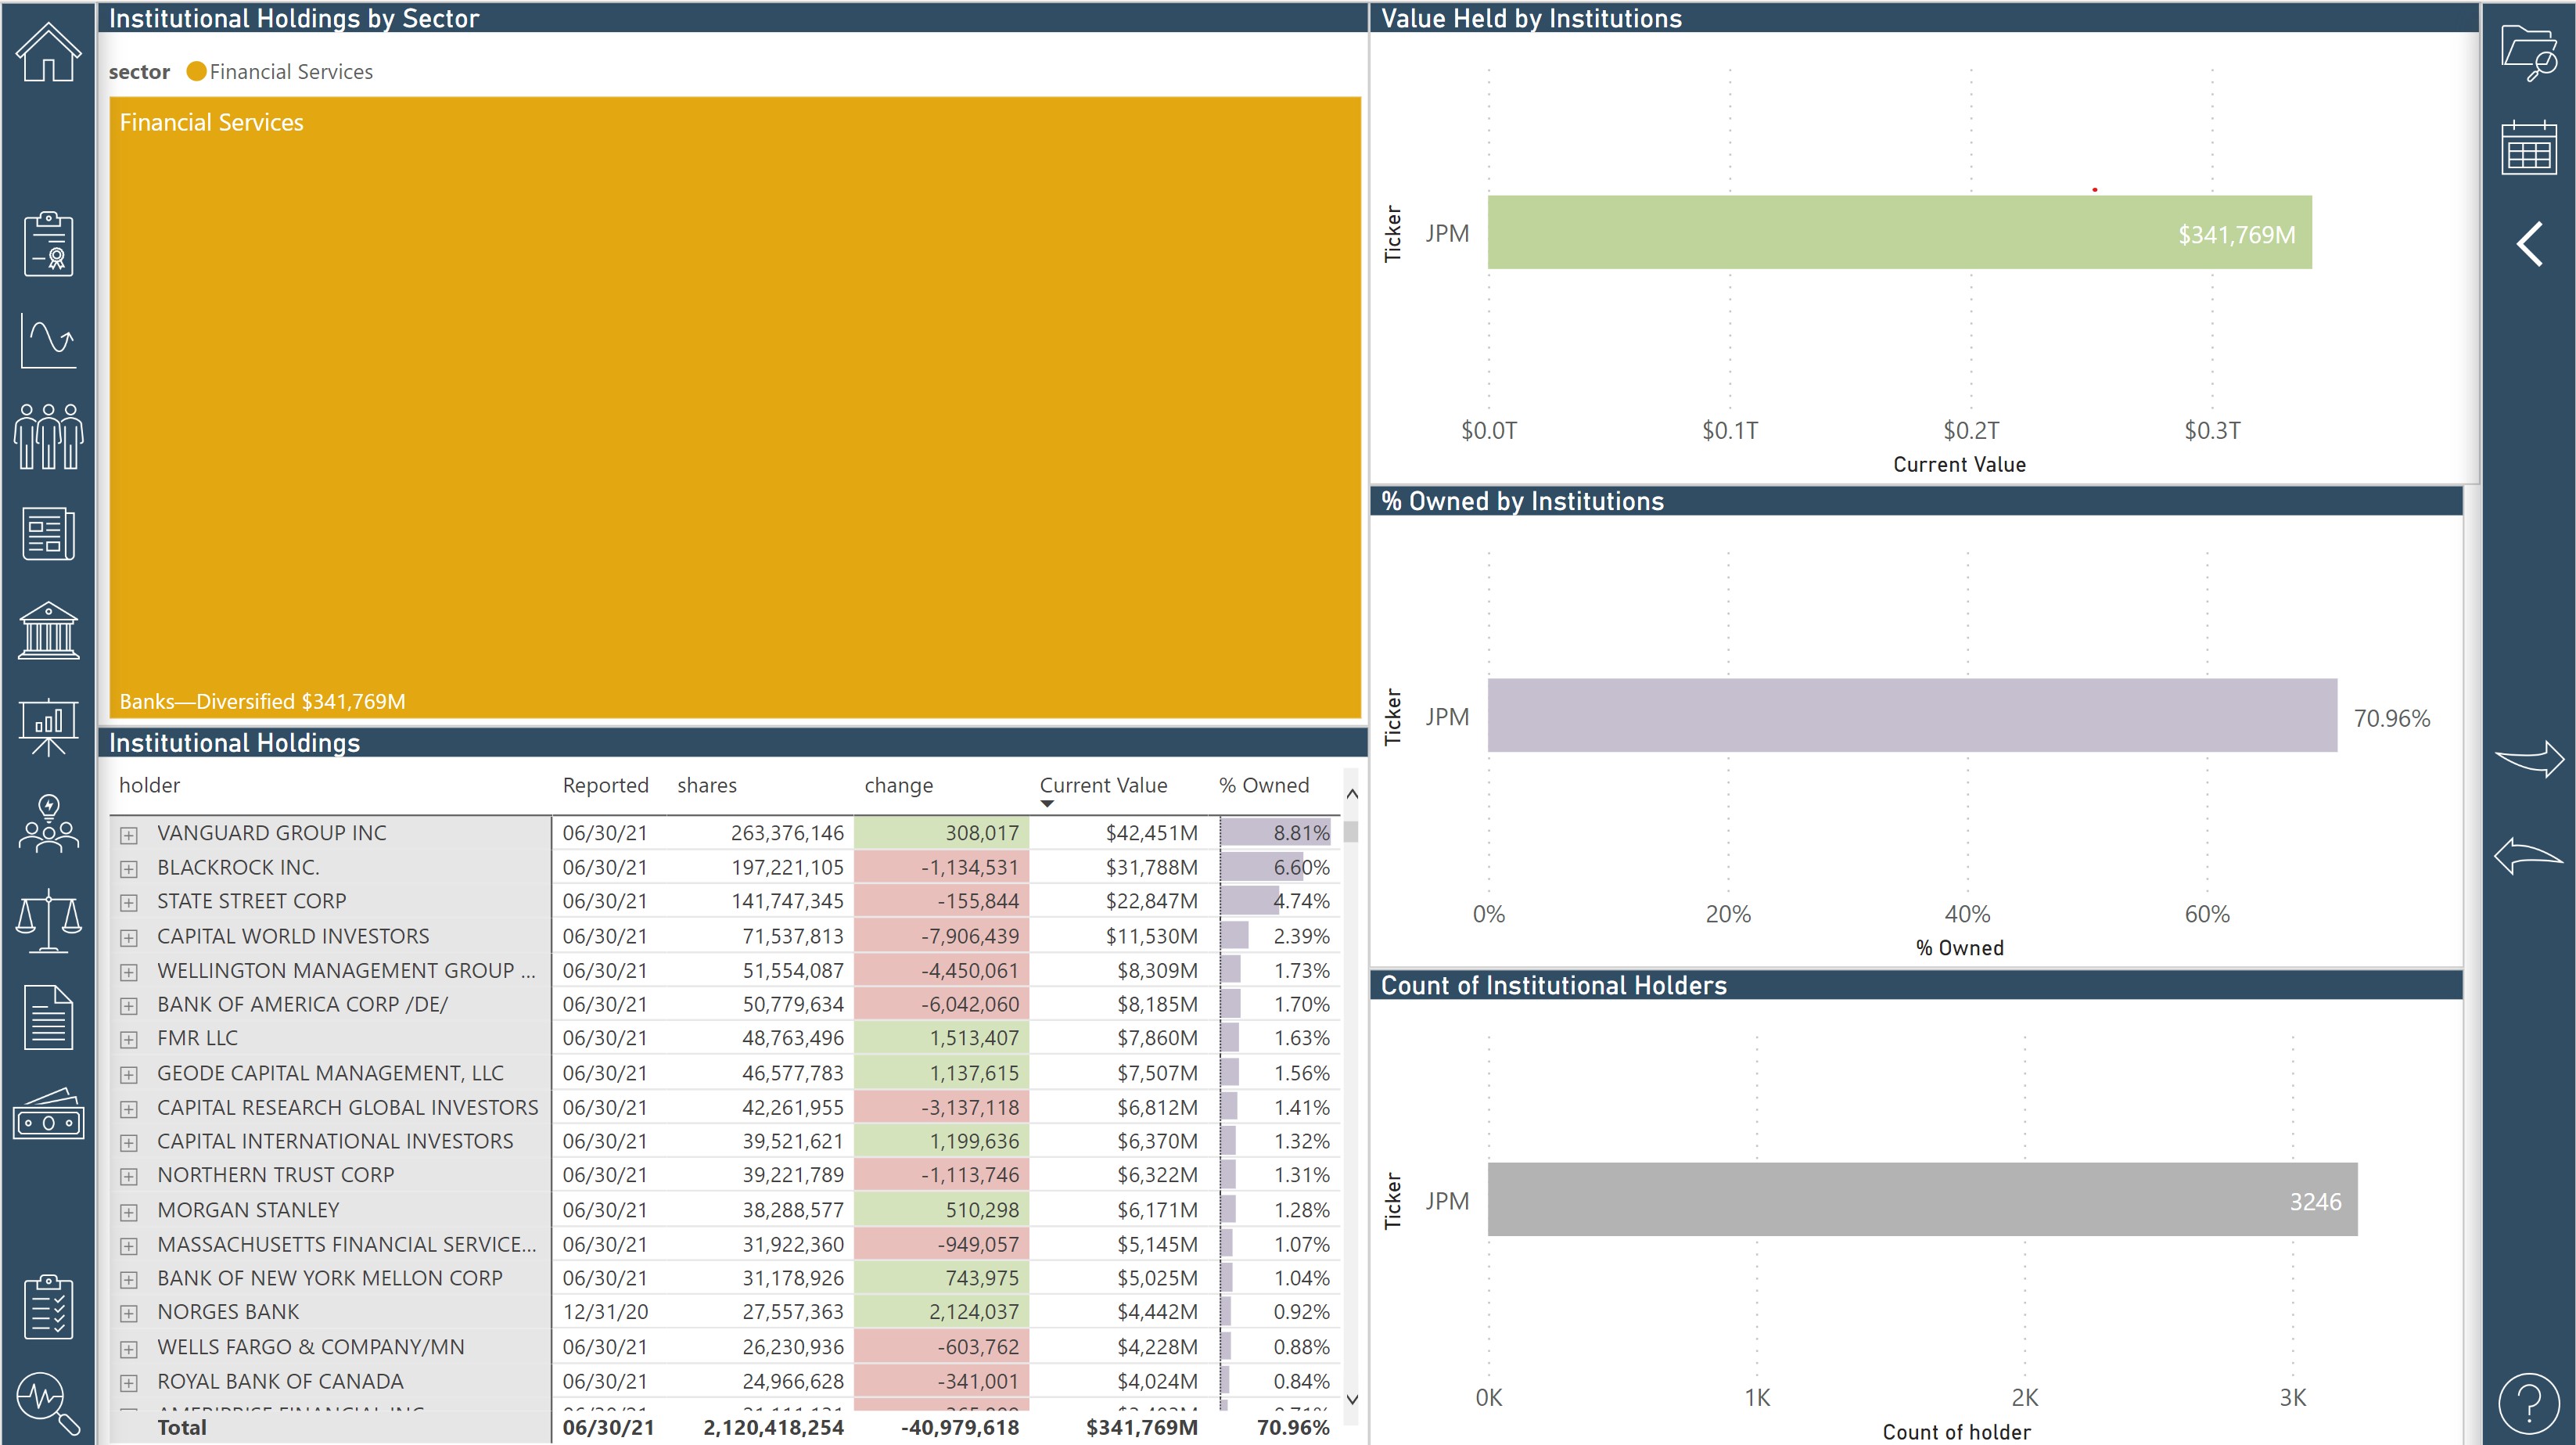 Institutional Holdings by Sector
sector Financial Services
Financial Services
Banks—Diversified $341,769M
Institutional Holdings
holder Reported shares change Current Value % Owned
VANGUARD GROUP INC 06/30/21 263,376,146 308,017 $42,451M 8.81%
BLACKROCK INC. 06/30/21 197,221,105 -1,134,531 $31,788M 6.60%
STATE STREET CORP 06/30/21 141,747,345 -155,844 $22,847M 4.74%
CAPITAL WORLD INVESTORS 06/30/21 71,537,813 -7,906,439 $11,530M 2.39%
WELLINGTON MANAGEMENT GROUP ... 06/30/21 51,554,087 -4,450,061 $8,309M 1.73%
BANK OF AMERICA CORP /DE/ 06/30/21 50,779,634 -6,042,060 $8,185M 1.70%
FMR LLC 06/30/21 48,763,496 1,513,407 $7,860M 1.63%
GEODE CAPITAL MANAGEMENT, LLC 06/30/21 46,577,783 1,137,615 $7,507M 1.56%
CAPITAL RESEARCH GLOBAL INVESTORS 06/30/21 42,261,955 -3,137,118 $6,812M 1.41%
CAPITAL INTERNATIONAL INVESTORS 06/30/21 39,521,621 1,199,636 $6,370M 1.32%
NORTHERN TRUST CORP 06/30/21 39,221,789 -1,113,746 $6,322M 1.31%
MORGAN STANLEY 06/30/21 38,288,577 510,298 $6,171M 1.28%
MASSACHUSETTS FINANCIAL SERVICE... 06/30/21 31,922,360 -949,057 $5,145M 1.07%
BANK OF NEW YORK MELLON CORP 06/30/21 31,178,926 743,975 $5,025M 1.04%
NORGES BANK 12/31/20 27,557,363 2,124,037 $4,442M 0.92%
WELLS FARGO & COMPANY/MN 06/30/21 26,230,936 -603,762 $4,228M 0.88%
ROYAL BANK OF CANADA 06/30/21 24,966,628 -341,001 $4,024M 0.84%
Total 06/30/21 2,120,418,254 -40,979,618 $341,769M 70.96%
Value Held by Institutions
Ticker
JPM
$341,769M
$0.0T $0.1T $0.2T $0.3T
Current Value
% Owned by Institutions
Ticker
JPM
70.96%
0% 20% 40% 60%
% Owned
Count of Institutional Holders
Ticker
JPM
3246
0K 1K 2K 3K
Count of holder
?